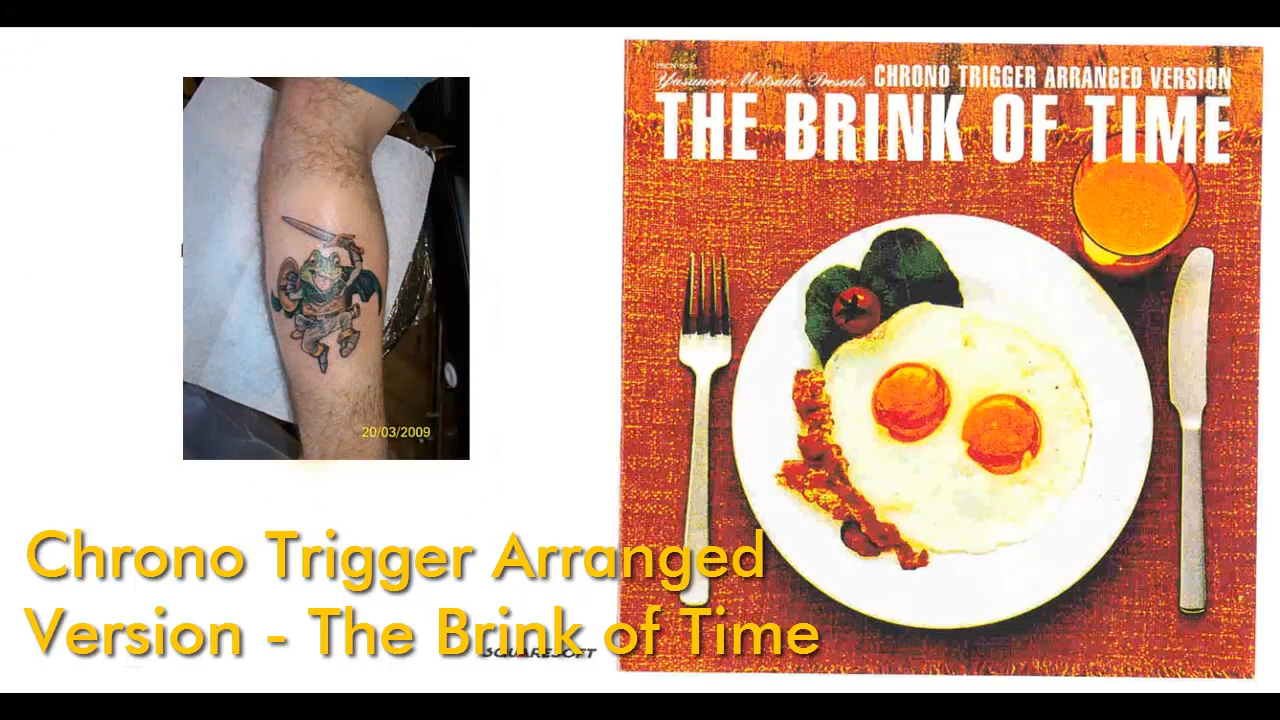 Yasunori Mitsuda Presents CHRONO TRIGGER ARRANGED VERSION
THE BRINK OF TIME
20/03/2009
Chrono Trigger Arranged
Version - The Brink of Time
SQUARESOFT